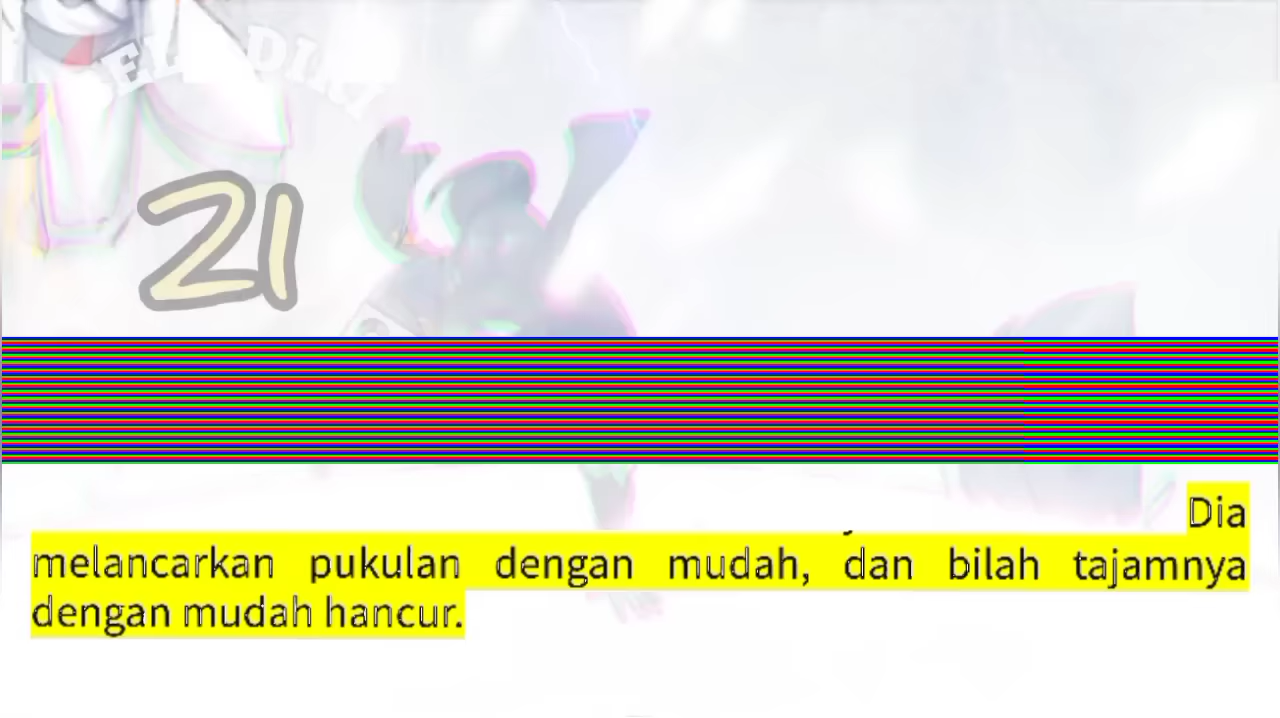 21
Dia
melancarkan pukulan dengan mudah, dan bilah tajamnya
dengan mudah hancur.